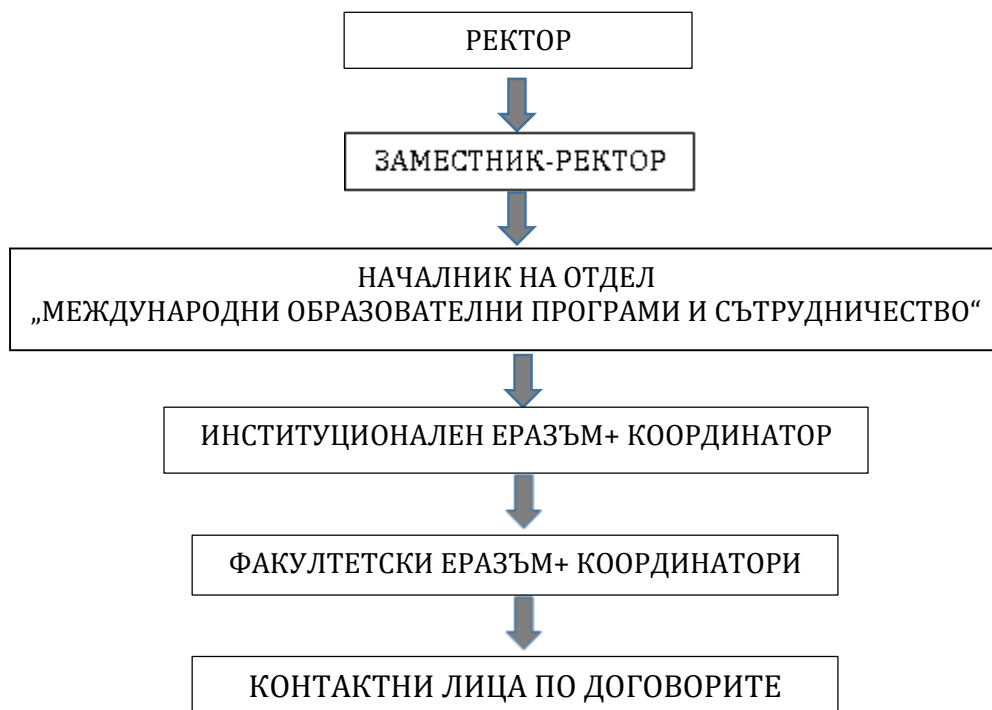 РЕКТОР
ЗАМЕСТНИК-РЕКТОР
НАЧАЛНИК НА ОТДЕЛ
„МЕЖДУНАРОДНИ ОБРАЗОВАТЕЛНИ ПРОГРАМИ И СЪТРУДНИЧЕСТВО“
ИНСТИТУЦИОНАЛЕН ЕРАЗЪМ+ КООРДИНАТОР
ФАКУЛТЕТСКИ ЕРАЗЪМ+ КООРДИНАТОРИ
КОНТАКТНИ ЛИЦА ПО ДОГОВОРИТЕ